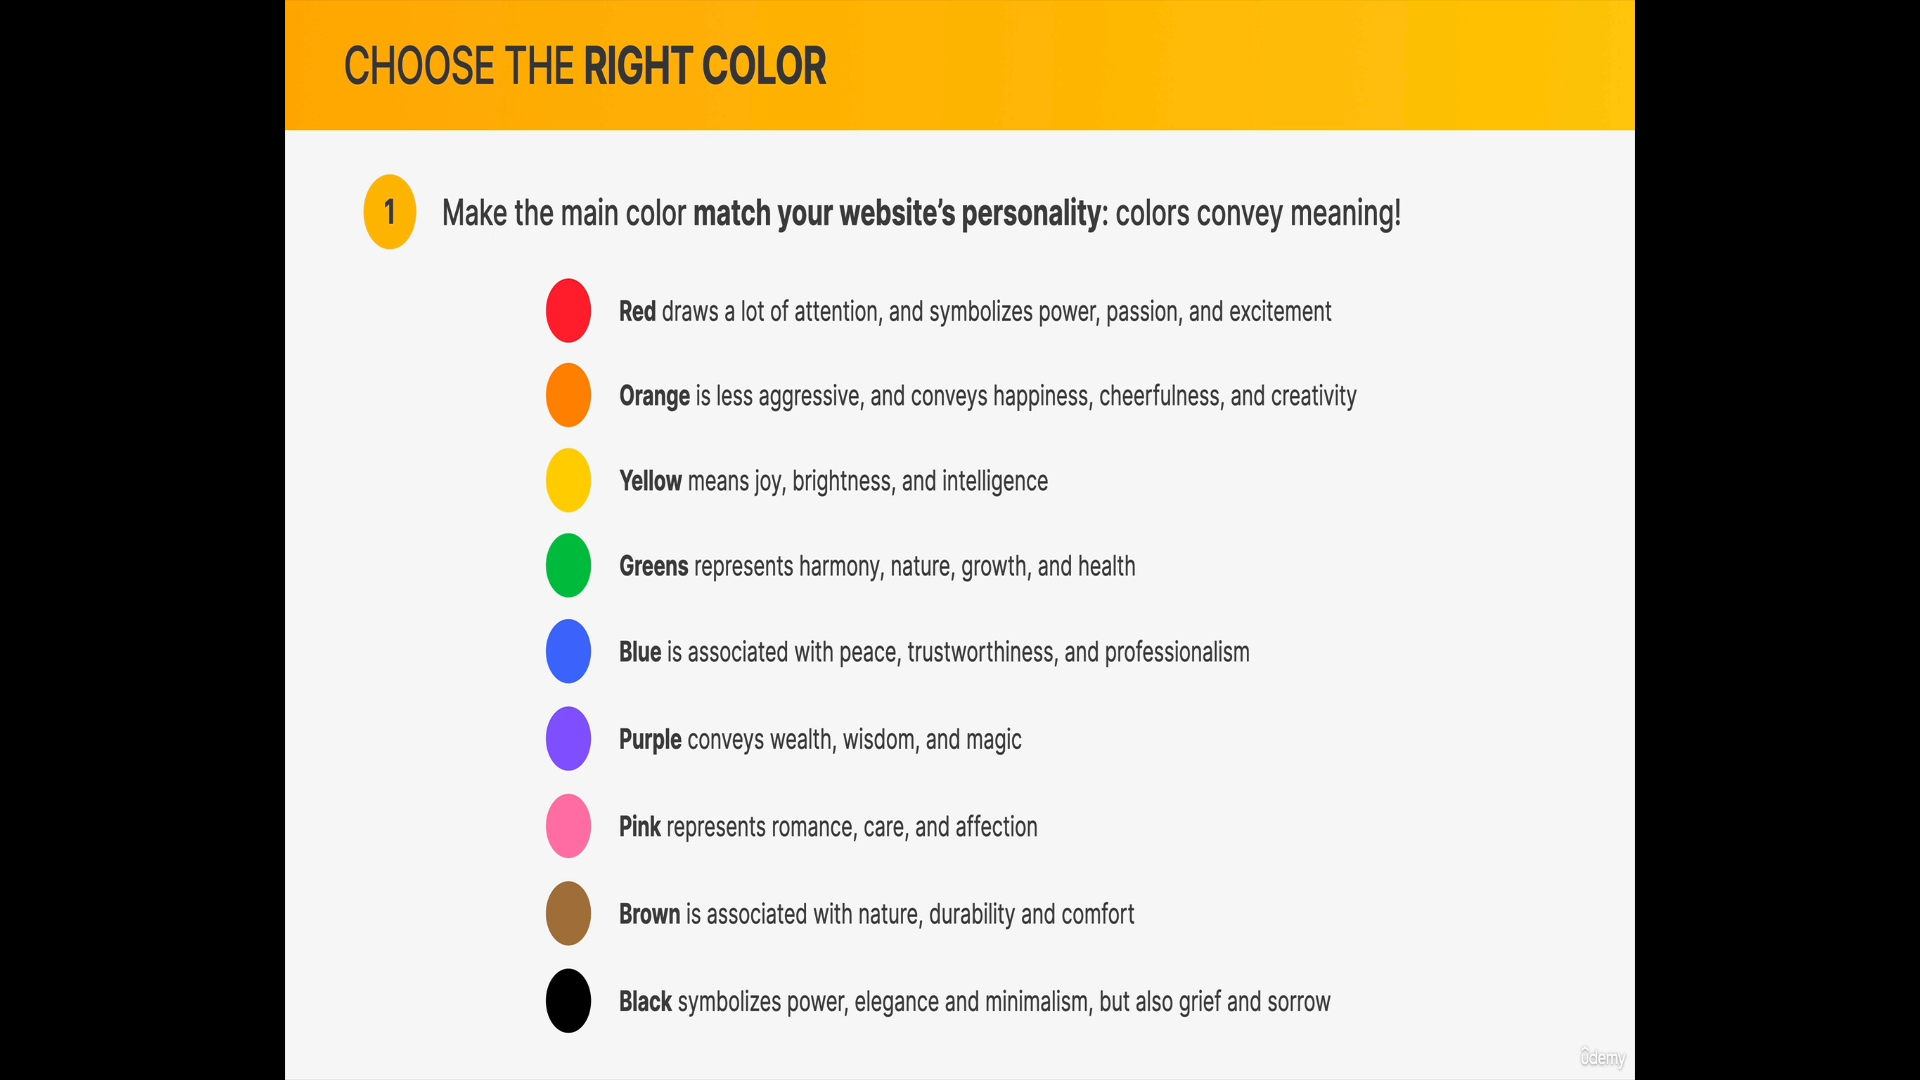 CHOOSE THE RIGHT COLOR
1 Make the main color match your website’s personality: colors convey meaning!
Red draws a lot of attention, and symbolizes power, passion, and excitement
Orange is less aggressive, and conveys happiness, cheerfulness, and creativity
Yellow means joy, brightness, and intelligence
Greens represents harmony, nature, growth, and health
Blue is associated with peace, trustworthiness, and professionalism
Purple conveys wealth, wisdom, and magic
Pink represents romance, care, and affection
Brown is associated with nature, durability and comfort
Black symbolizes power, elegance and minimalism, but also grief and sorrow
ûdemy